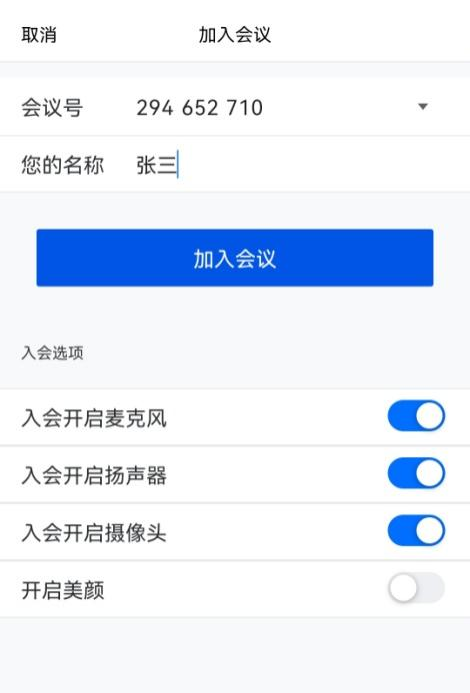 取消 加入会议
会议号 294 652 710
您的名称 张三
加入会议
入会选项
入会开启麦克风
入会开启扬声器
入会开启摄像头
开启美颜